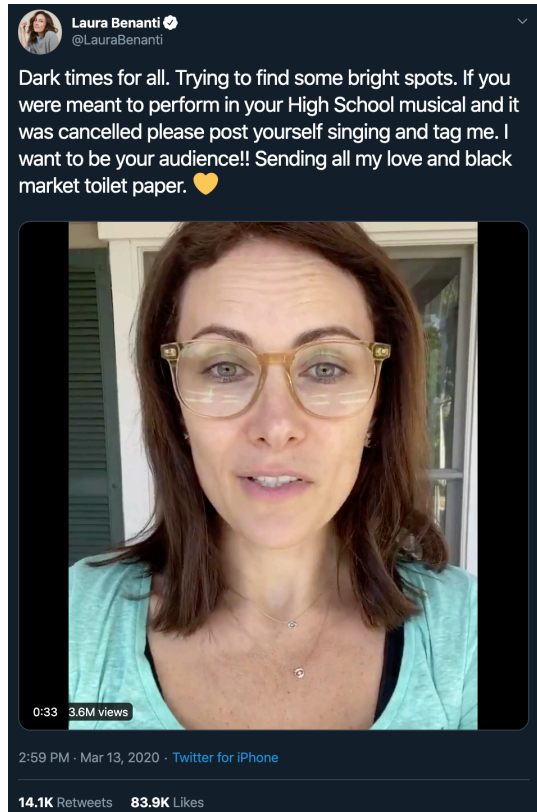 Laura Benanti
@LauraBenanti
Dark times for all. Trying to find some bright spots. If you
were meant to perform in your High School musical and it
was cancelled please post yourself singing and tag me. I
want to be your audience!! Sending all my love and black
market toilet paper. 💛
0:33 3.6M views
2:59 PM · Mar 13, 2020 · Twitter for iPhone
14.1K Retweets 83.9K Likes